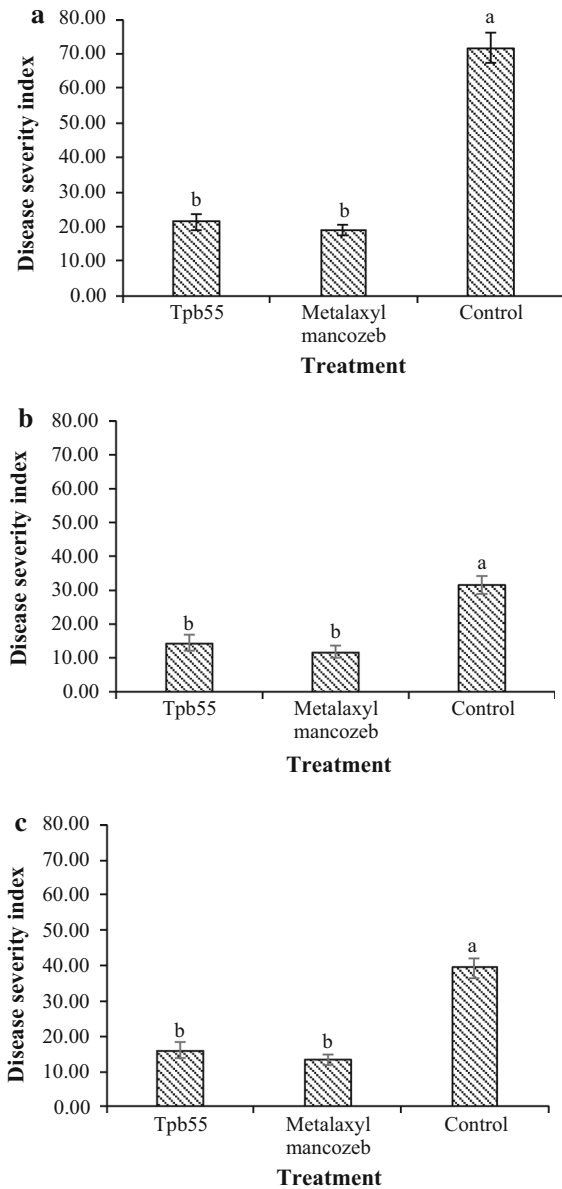 a
80.00
70.00
60.00
50.00
40.00
30.00
20.00
10.00
0.00
Disease severity index
b
b
a
Tpb55
Metalaxyl
mancozeb
Control
Treatment
b
80.00
70.00
60.00
50.00
40.00
30.00
20.00
10.00
0.00
Disease severity index
b
b
a
Tpb55
Metalaxyl
mancozeb
Control
Treatment
c
80.00
70.00
60.00
50.00
40.00
30.00
20.00
10.00
0.00
Disease severity index
b
b
a
Tpb55
Metalaxyl
mancozeb
Control
Treatment